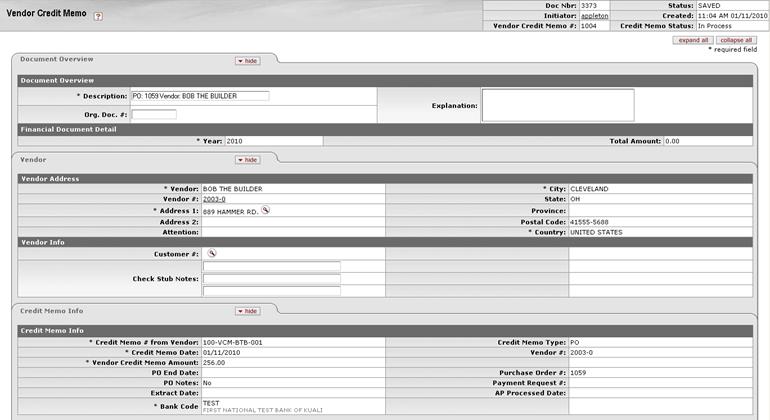 Vendor Credit Memo ?
Doc Nbr: 3373 Status: SAVED
Initiator: appleton Created: 11:04 AM 01/11/2010
Vendor Credit Memo #: 1004 Credit Memo Status: In Process
expand all collapse all
* required field
Document Overview hide
Document Overview
* Description: PO: 1059 Vendor: BOB THE BUILDER Explanation:
Org. Doc. #:
Financial Document Detail
* Year: 2010 Total Amount: 0.00
Vendor hide
Vendor Address
* Vendor: BOB THE BUILDER * City: CLEVELAND
Vendor #: 2003-0 State: OH
* Address 1: 889 HAMMER RD. Province:
Address 2: Postal Code: 41555-5688
Attention: * Country: UNITED STATES
Vendor Info
Customer #:
Check Stub Notes:
Credit Memo Info hide
Credit Memo Info
* Credit Memo # from Vendor: 100-VCM-BTB-001 Credit Memo Type: PO
* Credit Memo Date: 01/11/2010 Vendor #: 2003-0
* Vendor Credit Memo Amount: 256.00
PO End Date: Purchase Order #: 1059
PO Notes: No Payment Request #:
Extract Date: AP Processed Date:
* Bank Code TEST
FIRST NATIONAL TEST BANK OF KUALI